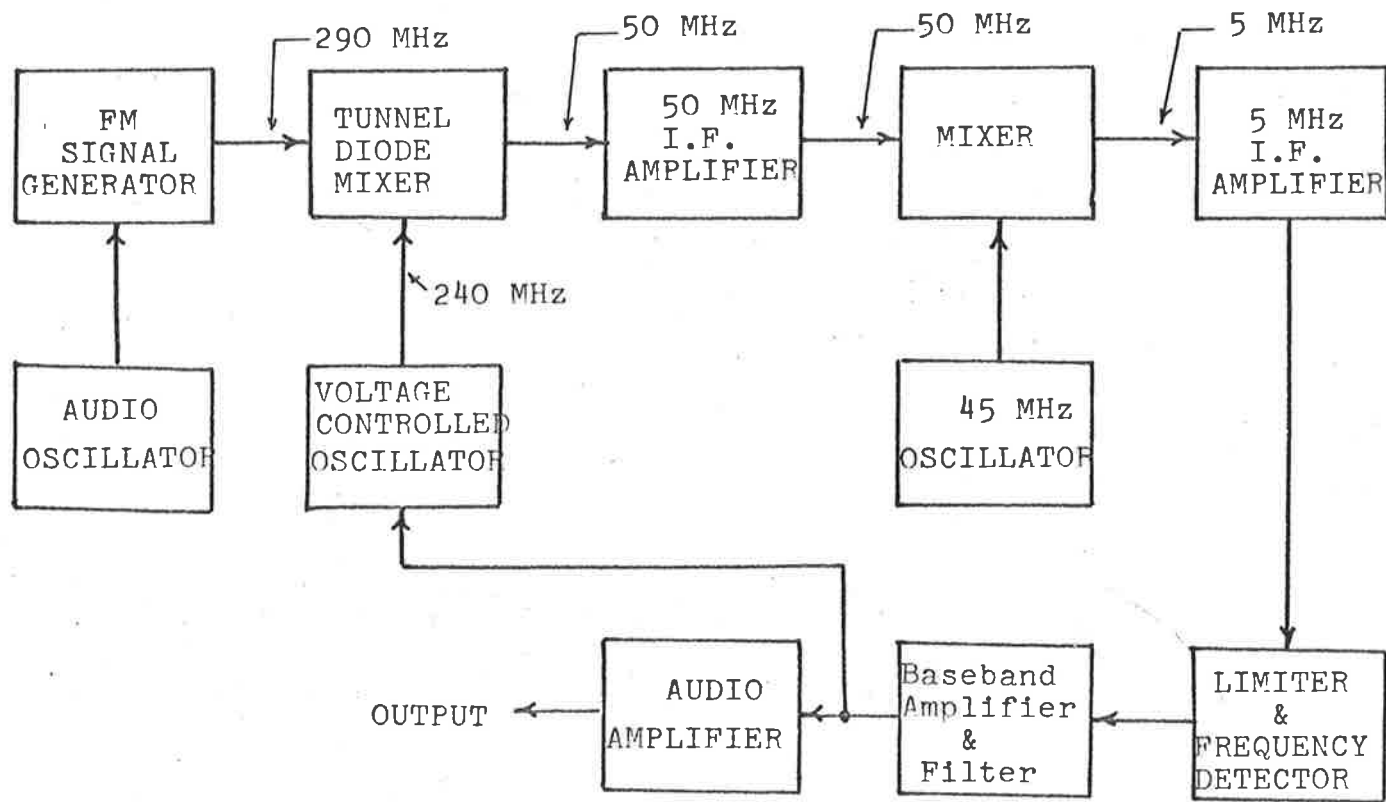 290 MHz
50 MHz
50 MHz
5 MHz
FM
SIGNAL
GENERATOR
TUNNEL
DIODE
MIXER
50 MHz
I.F.
AMPLIFIER
MIXER
5 MHz
I.F.
AMPLIFIER
240 MHz
AUDIO
OSCILLATOR
VOLTAGE
CONTROLLED
OSCILLATOR
45 MHz
OSCILLATOR
OUTPUT
AUDIO
AMPLIFIER
Baseband
Amplifier
&
Filter
LIMITER
&
FREQUENCY
DETECTOR